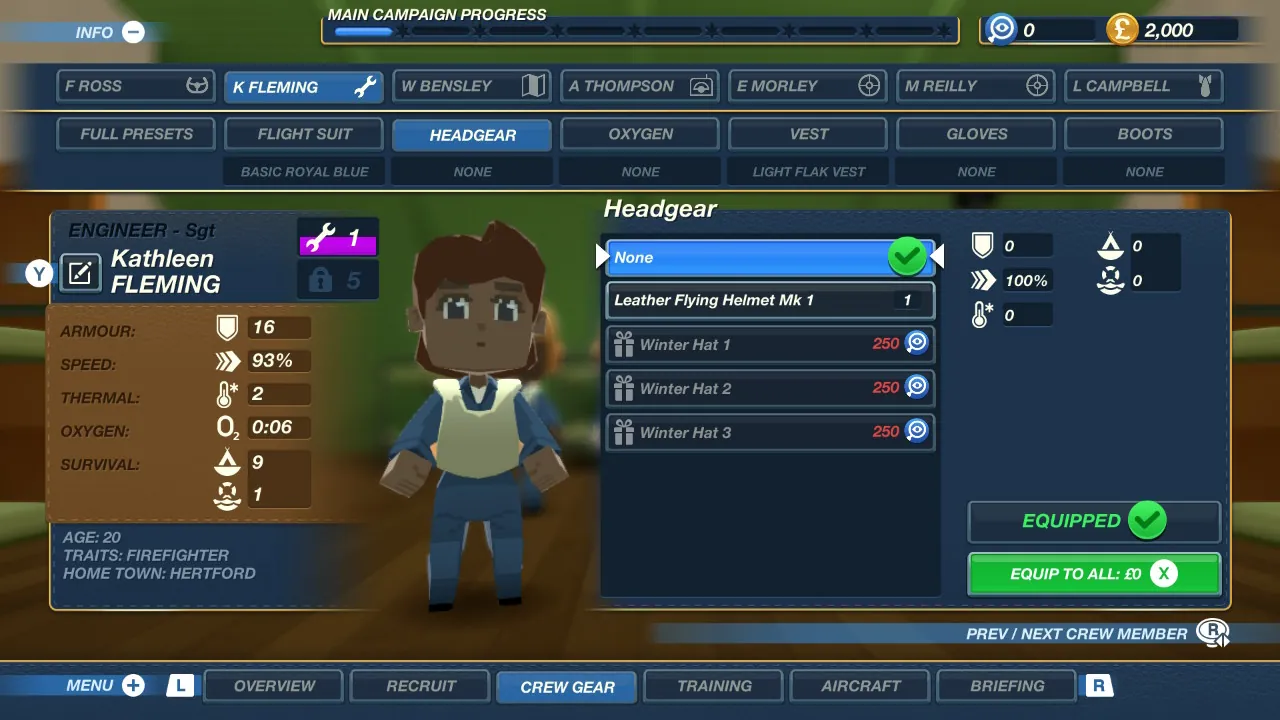 INFO
MAIN CAMPAIGN PROGRESS
0
£ 2,000
F ROSS
K FLEMING
W BENSLEY
A THOMPSON
E MORLEY
M REILLY
L CAMPBELL
FULL PRESETS
FLIGHT SUIT
HEADGEAR
OXYGEN
VEST
GLOVES
BOOTS
BASIC ROYAL BLUE
NONE
NONE
LIGHT FLAK VEST
NONE
NONE
ENGINEER - Sgt
1
Y
Kathleen
FLEMING
5
ARMOUR: 16
SPEED: 93%
THERMAL: 2
OXYGEN: O2 0:06
SURVIVAL: 9
1
AGE: 20
TRAITS: FIREFIGHTER
HOME TOWN: HERTFORD
Headgear
None
Leather Flying Helmet Mk 1 1
Winter Hat 1 250
Winter Hat 2 250
Winter Hat 3 250
0 0
100% 0
0
EQUIPPED
EQUIP TO ALL: £0 X
PREV / NEXT CREW MEMBER R
MENU
L
OVERVIEW
RECRUIT
CREW GEAR
TRAINING
AIRCRAFT
BRIEFING
R